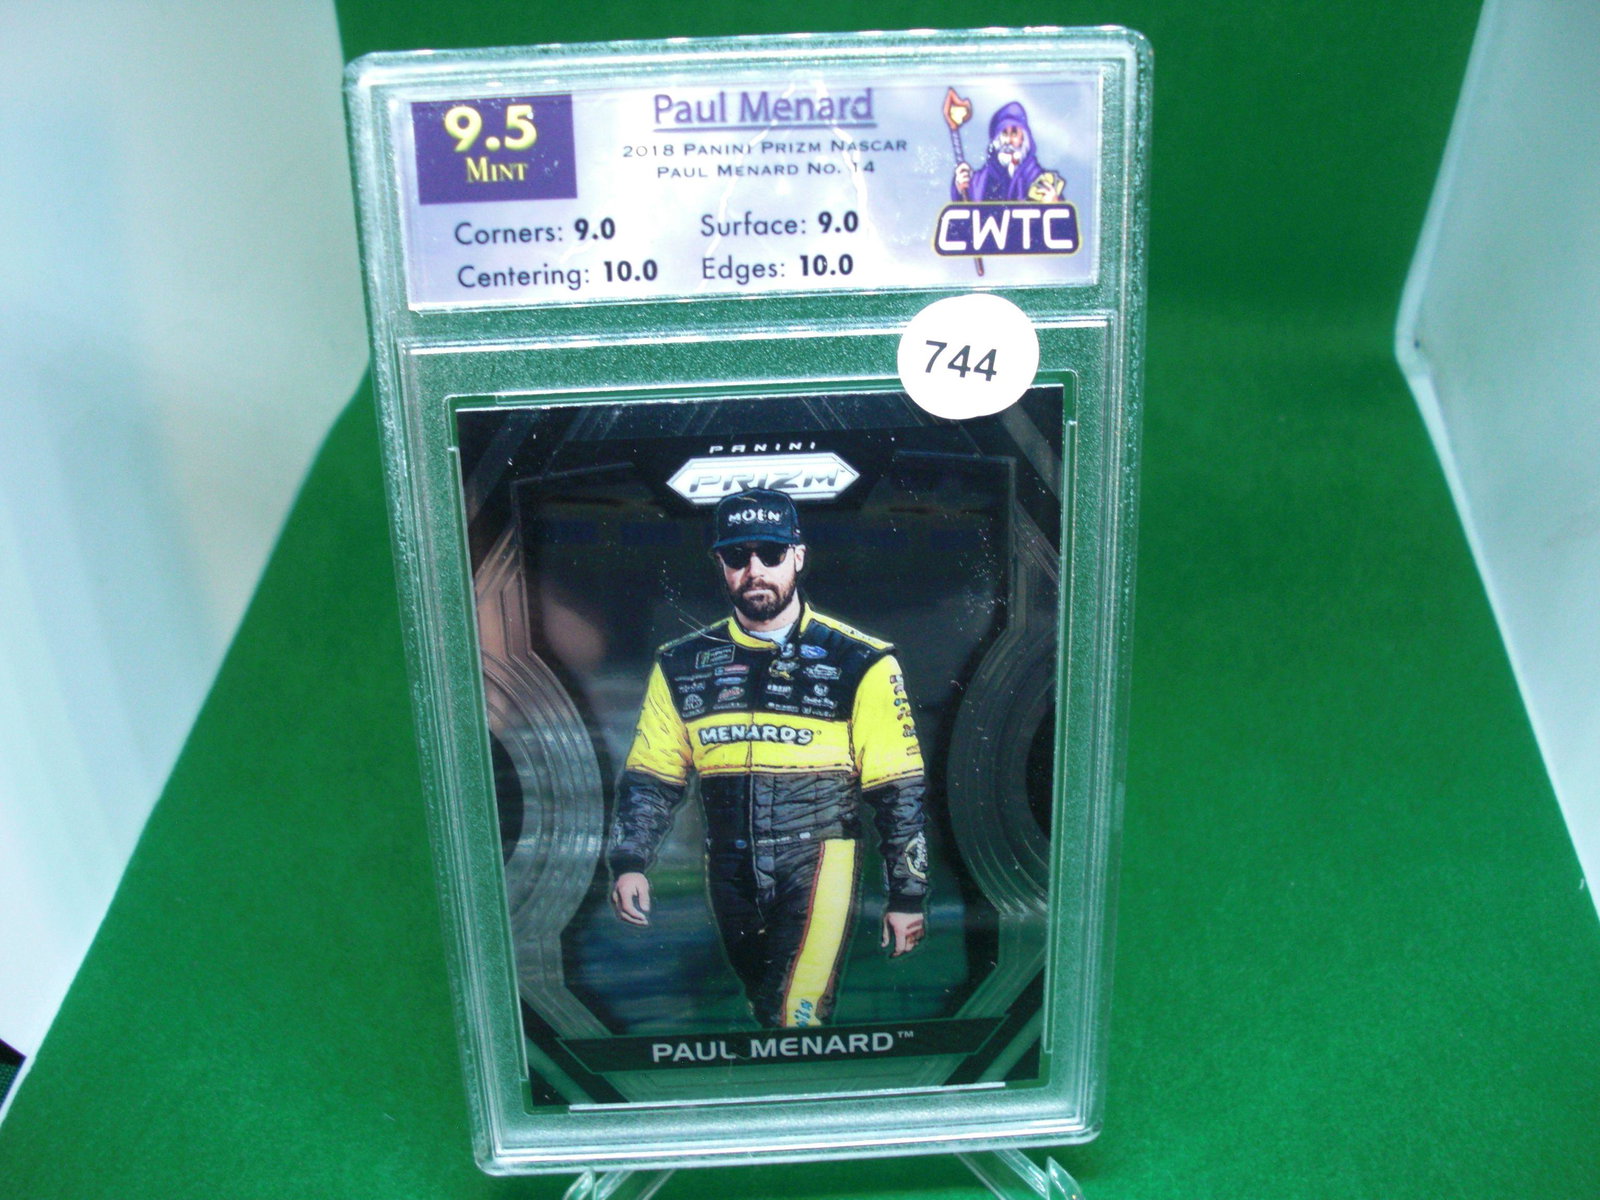 9.5
Mint
Paul Menard
2018 Panini Prizm Nascar
Paul Menard No. 14
Corners: 9.0
Surface: 9.0
Centering: 10.0
Edges: 10.0
CWTC
744
PANINI
PRIZM
MOEN
MENARDS
PAUL MENARD™